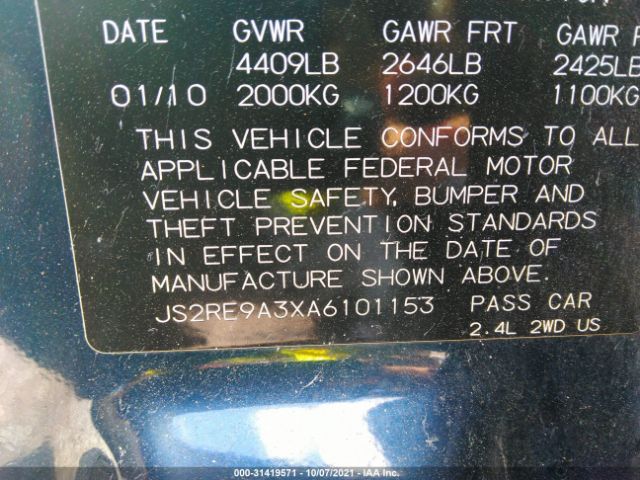 DATE GVWR GAWR FRT GAWR
4409LB 2646LB 2425LB
01/10 2000KG 1200KG 1100KG
THIS VEHICLE CONFORMS TO ALL
APPLICABLE FEDERAL MOTOR
VEHICLE SAFETY, BUMPER AND
THEFT PREVENTION STANDARDS
IN EFFECT ON THE DATE OF
MANUFACTURE SHOWN ABOVE.
JS2RE9A3XA6101153 PASS CAR
2.4L 2WD US
000-31419571 - 10/07/2021 - IAA Inc.